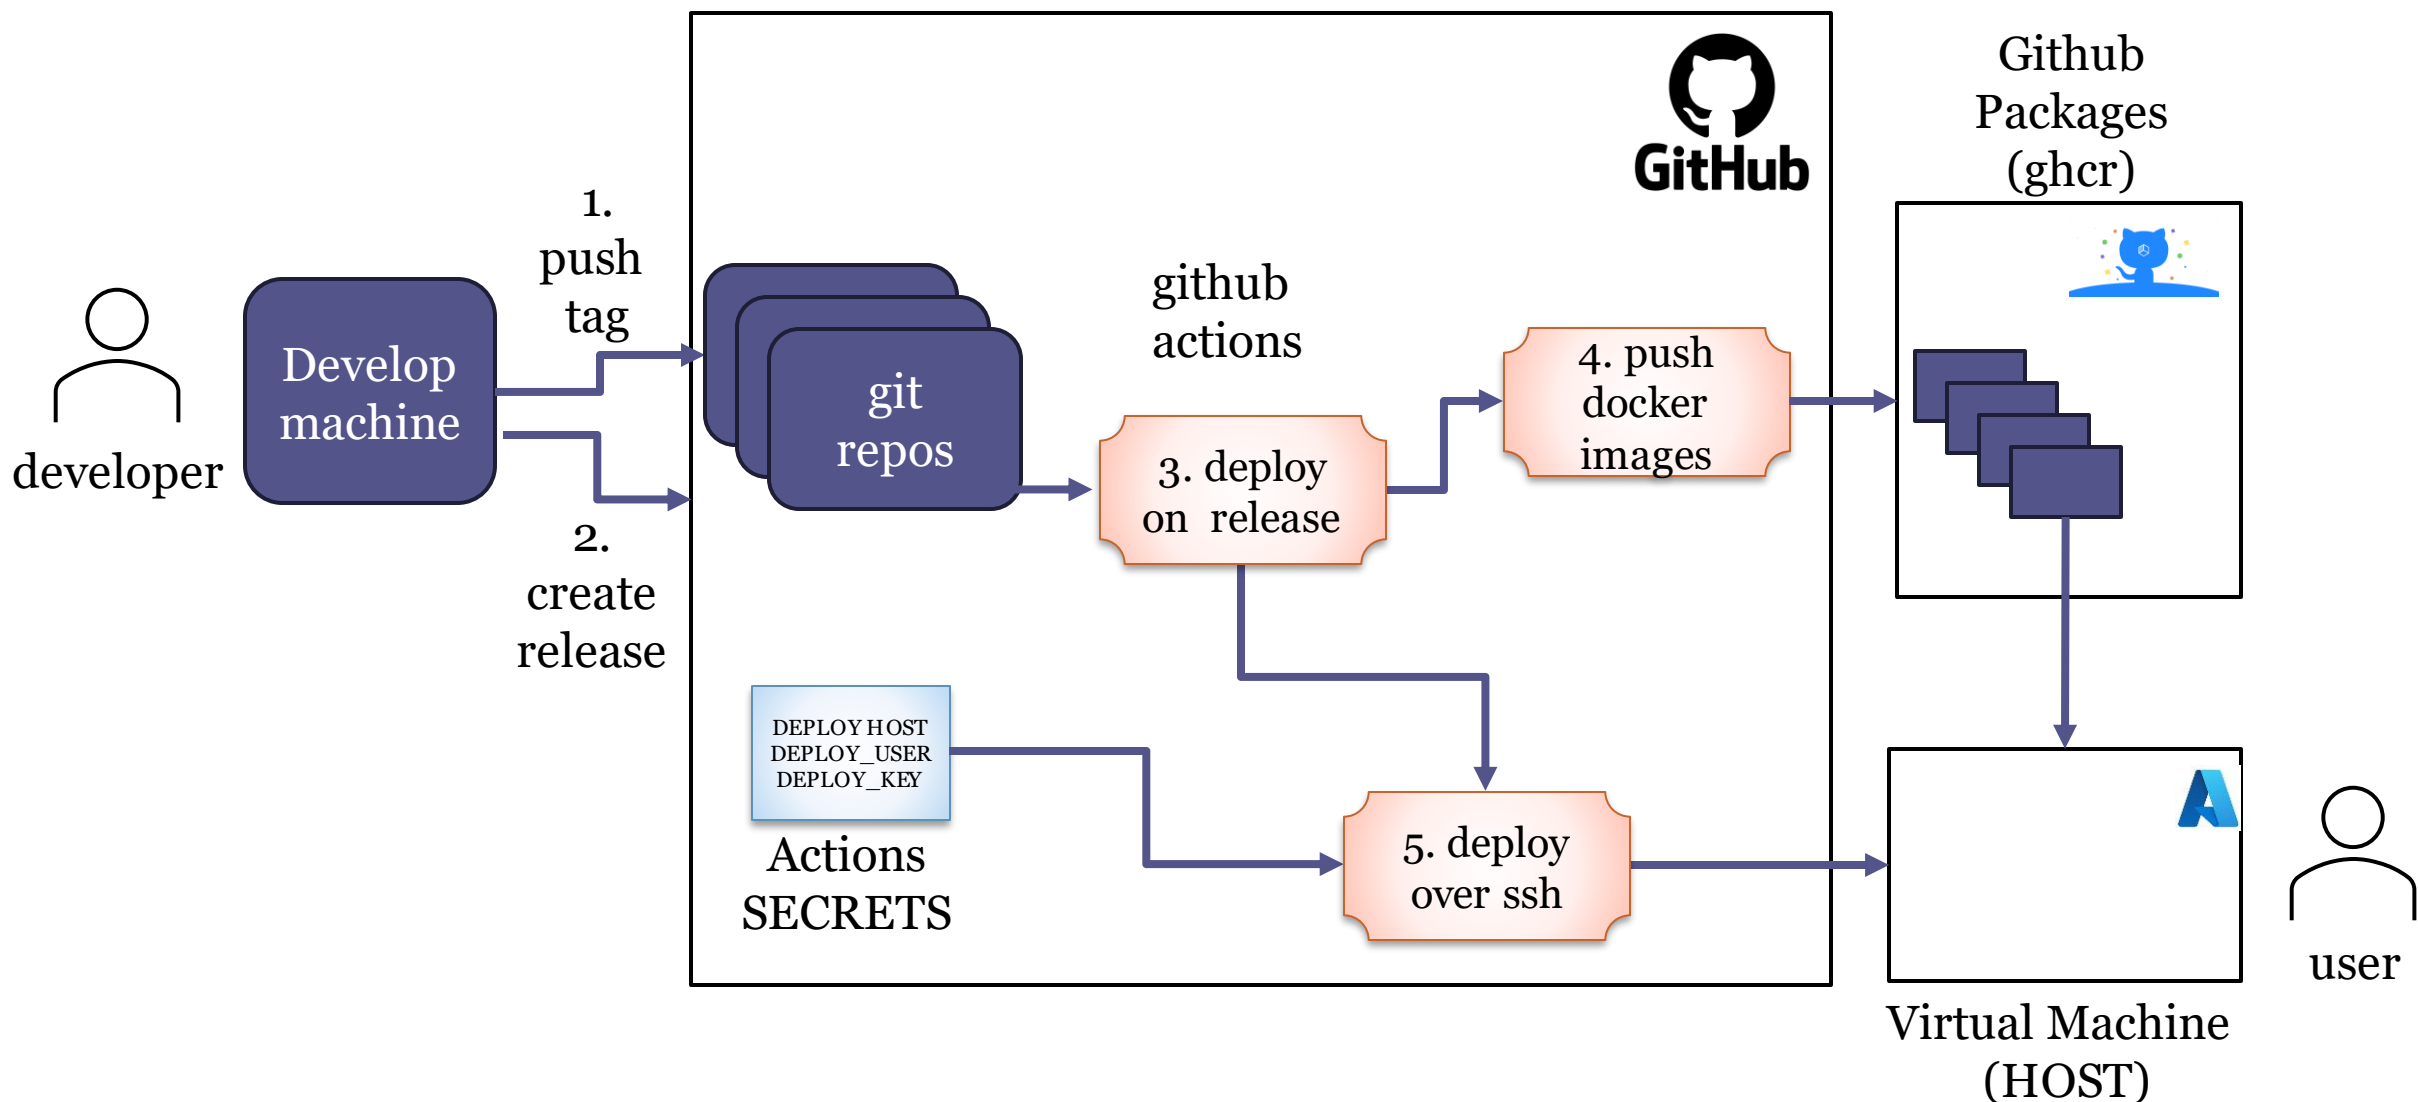 developer
Develop
machine
1.
push
tag
2.
create
release
git
repos
github
actions
3. deploy
on  release
4. push
docker
images
GitHub
Github
Packages
(ghcr)
DEPLOY HOST
DEPLOY_USER
DEPLOY_KEY
Actions
SECRETS
5. deploy
over ssh
Virtual Machine
(HOST)
user